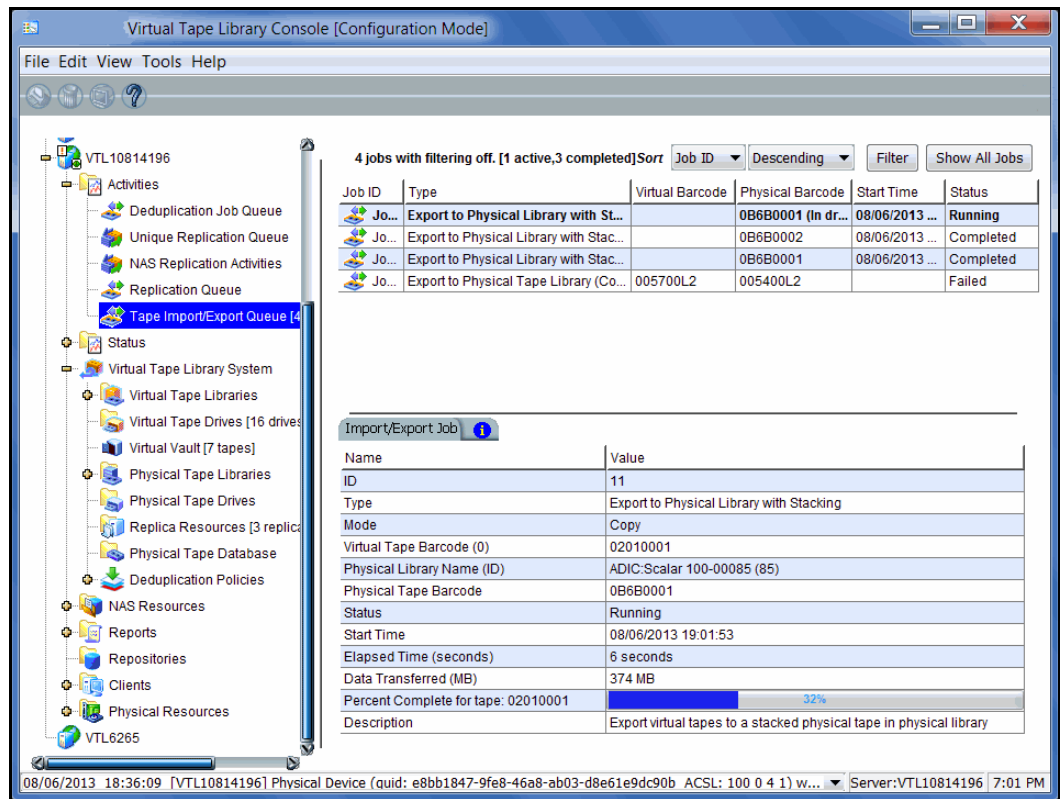 Virtual Tape Library Console [Configuration Mode]
File Edit View Tools Help
VTL10814196
Activities
Deduplication Job Queue
Unique Replication Queue
NAS Replication Activities
Replication Queue
Tape Import/Export Queue [4
Status
Virtual Tape Library System
Virtual Tape Libraries
Virtual Tape Drives [16 drives
Virtual Vault [7 tapes]
Physical Tape Libraries
Physical Tape Drives
Replica Resources [3 replica
Physical Tape Database
Deduplication Policies
NAS Resources
Reports
Repositories
Clients
Physical Resources
VTL6265
4 jobs with filtering off. [1 active,3 completed] Sort Job ID Descending Filter Show All Jobs
Job ID Type Virtual Barcode Physical Barcode Start Time Status
Jo... Export to Physical Library with St... 0B6B0001 (In dr... 08/06/2013 ... Running
Jo... Export to Physical Library with Stac... 0B6B0002 08/06/2013 ... Completed
Jo... Export to Physical Library with Stac... 0B6B0001 08/06/2013 ... Completed
Jo... Export to Physical Tape Library (Co... 005700L2 005400L2 Failed
Import/Export Job
Name Value
ID 11
Type Export to Physical Library with Stacking
Mode Copy
Virtual Tape Barcode (0) 02010001
Physical Library Name (ID) ADIC:Scalar 100-00085 (85)
Physical Tape Barcode 0B6B0001
Status Running
Start Time 08/06/2013 19:01:53
Elapsed Time (seconds) 6 seconds
Data Transferred (MB) 374 MB
Percent Complete for tape: 02010001 32%
Description Export virtual tapes to a stacked physical tape in physical library
08/06/2013 18:36:09 [VTL10814196] Physical Device (guid: e8bb1847-9fe8-46a8-ab03-d8e61e9dc90b ACSL: 100 0 4 1) w... Server:VTL10814196 7:01 PM